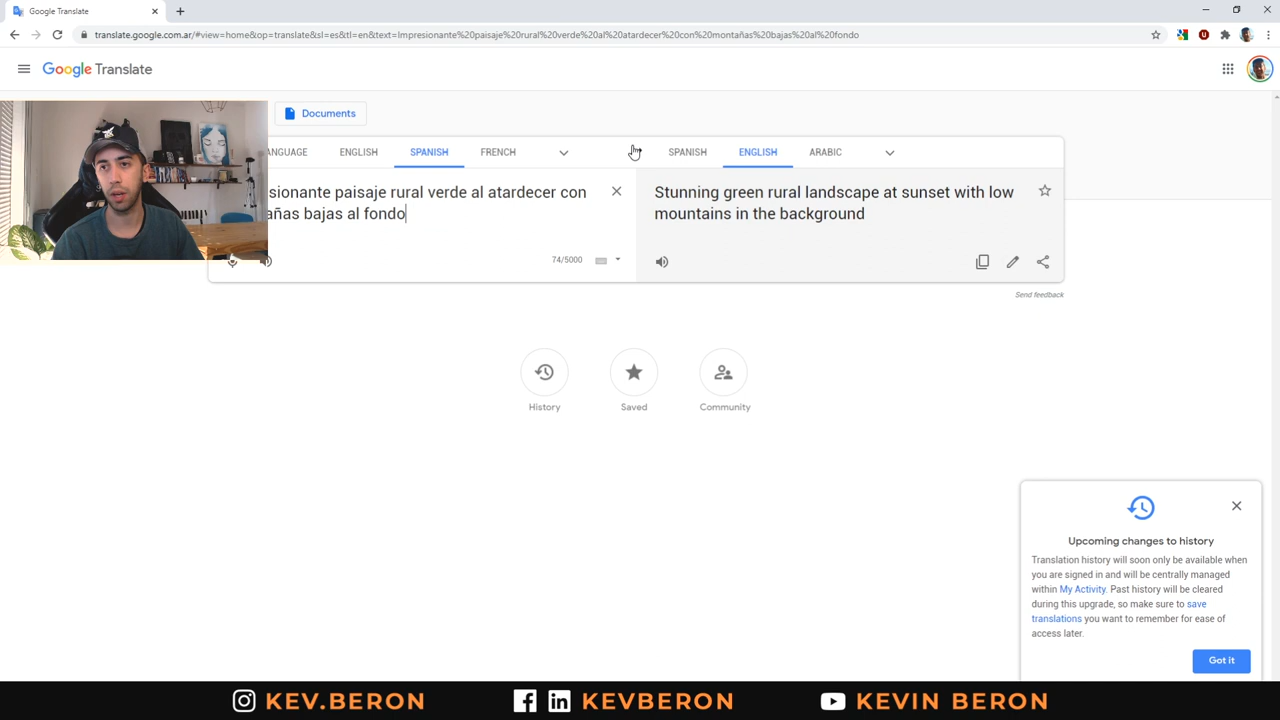 Google Translate
translate.google.com.ar/#view=home&op=translate&sl=es&tl=en&text=Impresionante%20paisaje%20rural%20verde%20al%20atardecer%20con%20montañas%20bajas%20al%20fondo
Google Translate
Documents
ANGUAGE ENGLISH SPANISH FRENCH SPANISH ENGLISH ARABIC
sionante paisaje rural verde al atardecer con
añas bajas al fondo
Stunning green rural landscape at sunset with low
mountains in the background
74/5000
Send feedback
History Saved Community
Upcoming changes to history
Translation history will soon only be available when
you are signed in and will be centrally managed
within My Activity. Past history will be cleared
during this upgrade, so make sure to save
translations you want to remember for ease of
access later.
Got it
KEV.BERON KEVBERON KEVIN BERON